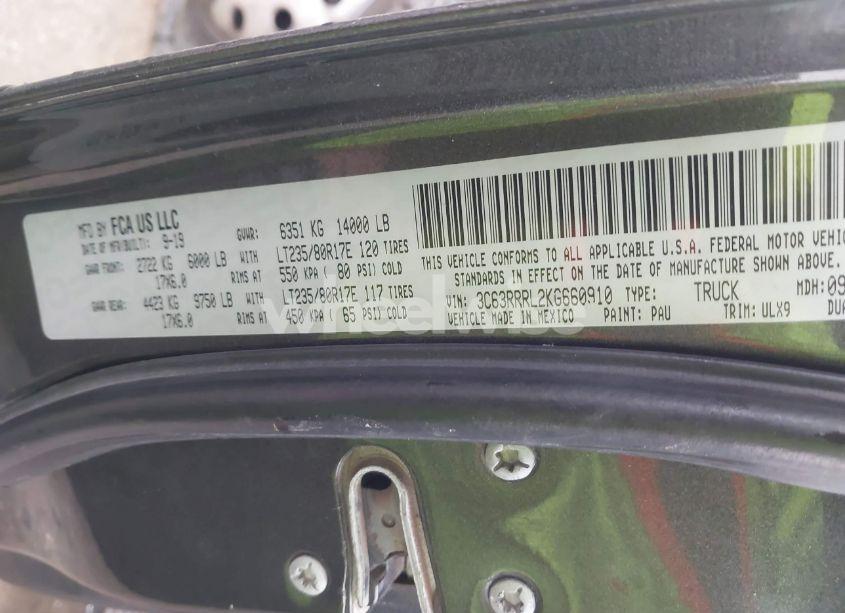 MFD BY FCA US LLC
DATE OF MFR(BUILT): 9-19 GVWR: 6351 KG 14000 LB
GAWR FRONT: 2722 KG 6000 LB WITH LT235/80R17E 120 TIRES
17X6.0 RIMS AT 550 KPA ( 80 PSI) COLD
GAWR REAR: 4423 KG 9750 LB WITH LT235/80R17E 117 TIRES
17X6.0 RIMS AT 450 KPA ( 65 PSI) COLD
THIS VEHICLE CONFORMS TO ALL APPLICABLE U.S.A. FEDERAL MOTOR VEHIC
STANDARDS IN EFFECT ON THE DATE OF MANUFACTURE SHOWN ABOVE.
VIN: 3C63RRRL2KG660910 TYPE: TRUCK MDH: 09
VEHICLE MADE IN MEXICO PAINT: PAU TRIM: ULX9 DUA